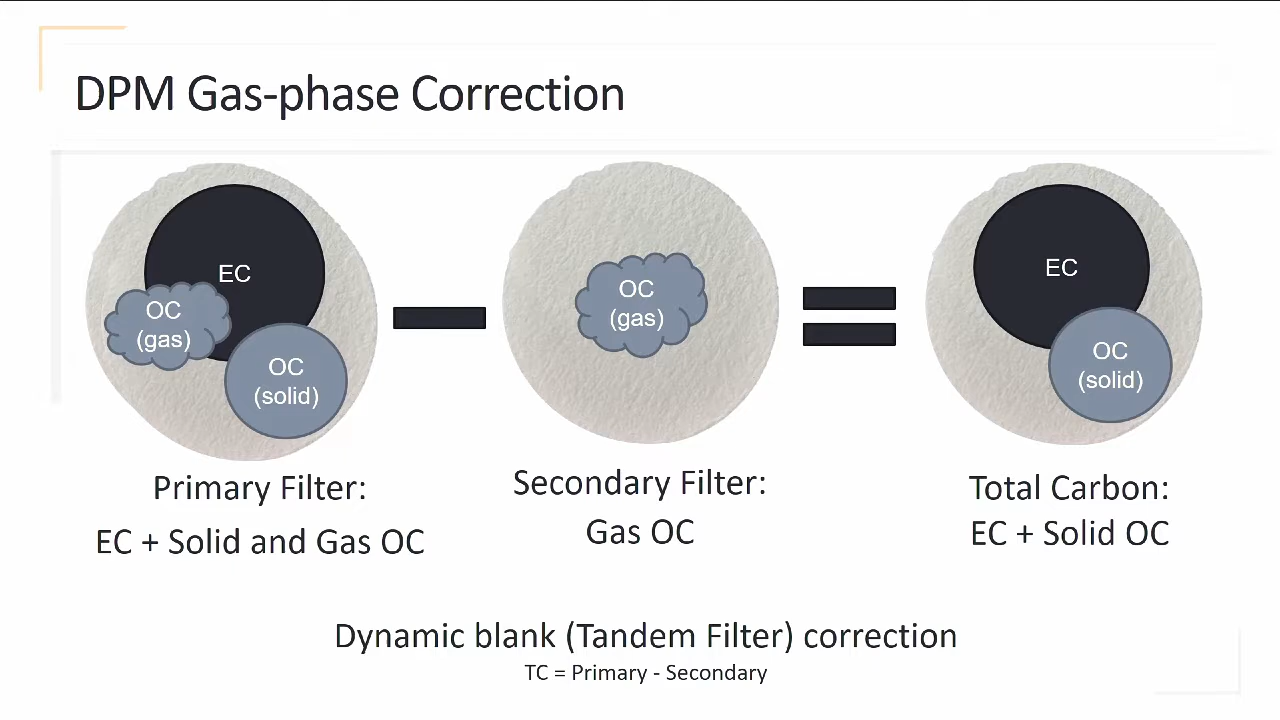 DPM Gas-phase Correction
EC
OC
(gas)
OC
(solid)
OC
(gas)
EC
OC
(solid)
Primary Filter:
EC + Solid and Gas OC
Secondary Filter:
Gas OC
Total Carbon:
EC + Solid OC
Dynamic blank (Tandem Filter) correction
TC = Primary - Secondary